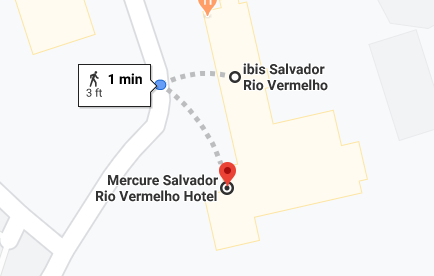 ibis Salvador
Rio Vermelho
1 min
3 ft
Mercure Salvador
Rio Vermelho Hotel